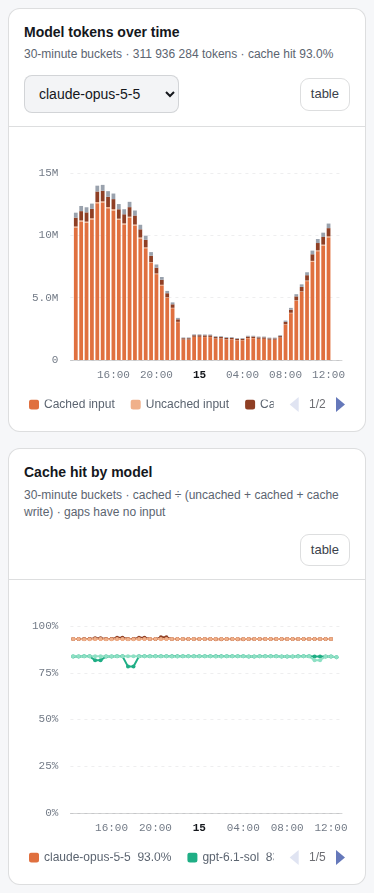 Model tokens over time
30-minute buckets · 311 936 284 tokens · cache hit 93.0%
claude-opus-5-5
table
15M
10M
5.0M
0
16:00 20:00 15 04:00 08:00 12:00
Cached input Uncached input Ca 1/2
Cache hit by model
30-minute buckets · cached ÷ (uncached + cached + cache
write) · gaps have no input
table
100%
75%
50%
25%
0%
16:00 20:00 15 04:00 08:00 12:00
claude-opus-5-5 93.0% gpt-6.1-sol 1/5